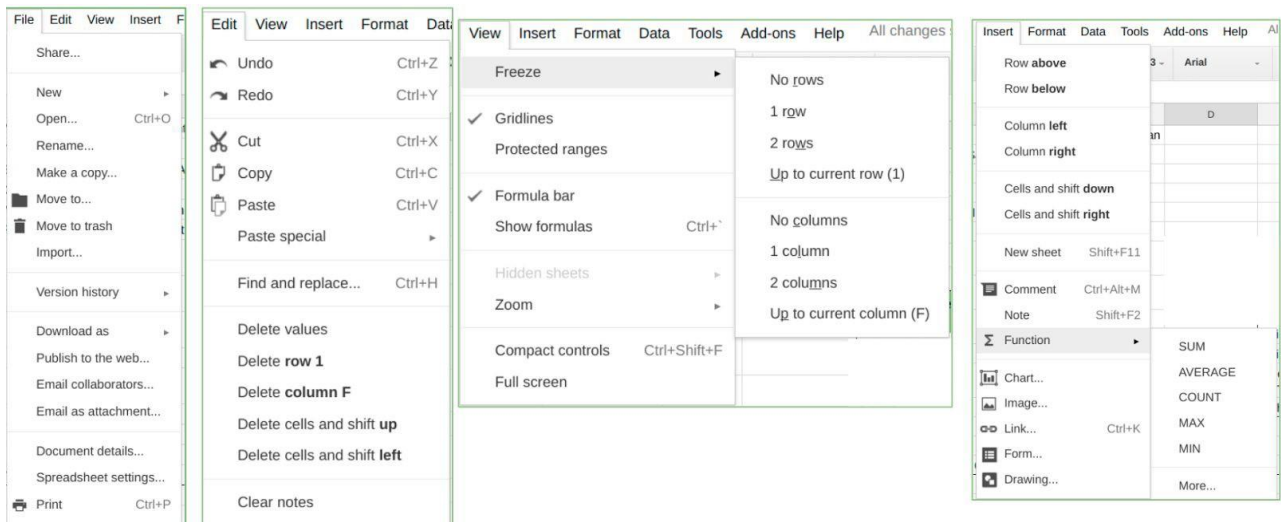 File Edit View Insert F
Share...
New
Open... Ctrl+O
Rename...
Make a copy...
Move to...
Move to trash
Import...
Version history
Download as
Publish to the web...
Email collaborators...
Email as attachment...
Document details...
Spreadsheet settings...
Print Ctrl+P
Edit View Insert Format Data
Undo Ctrl+Z
Redo Ctrl+Y
Cut Ctrl+X
Copy Ctrl+C
Paste Ctrl+V
Paste special
Find and replace... Ctrl+H
Delete values
Delete row 1
Delete column F
Delete cells and shift up
Delete cells and shift left
Clear notes
View Insert Format Data Tools Add-ons Help All changes s
Freeze
Gridlines
Protected ranges
Formula bar
Show formulas Ctrl+`
Hidden sheets
Zoom
Compact controls Ctrl+Shift+F
Full screen
No rows
1 row
2 rows
Up to current row (1)
No columns
1 column
2 columns
Up to current column (F)
Insert Format Data Tools Add-ons Help Al
3 Arial
D
an
Row above
Row below
Column left
Column right
Cells and shift down
Cells and shift right
New sheet Shift+F11
Comment Ctrl+Alt+M
Note Shift+F2
Function
Chart...
Image...
Link... Ctrl+K
Form...
Drawing...
SUM
AVERAGE
COUNT
MAX
MIN
More...